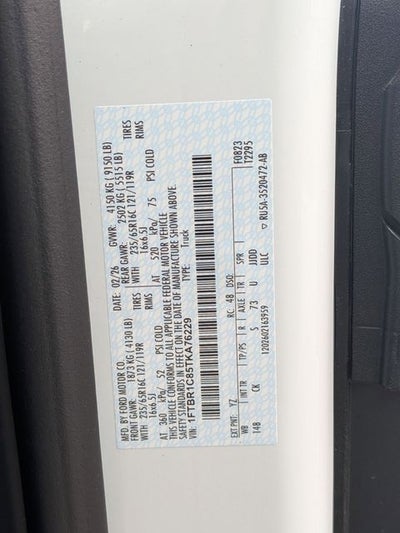 MFD. BY FORD MOTOR CO.
DATE: 02/26 GVWR: 4150 KG ( 9150 LB)
FRONT GAWR: 1873 KG ( 4130 LB) REAR GAWR: 2502 KG ( 5515 LB)
WITH 235/65R16C 121/119R TIRES WITH 235/65R16C 121/119R TIRES
16x6.5J RIMS 16x6.5J RIMS
AT 360 kPa/ 52 PSI COLD AT 520 kPa/ 75 PSI COLD
THIS VEHICLE CONFORMS TO ALL APPLICABLE FEDERAL MOTOR VEHICLE
SAFETY STANDARDS IN EFFECT ON THE DATE OF MANUFACTURE SHOWN ABOVE.
VIN: 1FTBR1C85TKA76229 TYPE: Truck
F0823
T2295
EXT PNT: YZ RC: 48 DSO:
WB INT TR TP/PS R AXLE TR SPR
148 CK 5 73 U JJDD
1202602163959 ULC
▽ RU5A-3520472-AB